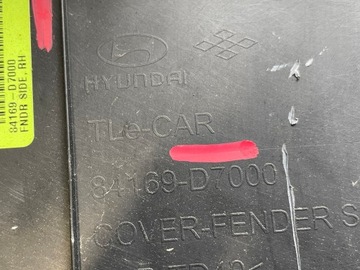 84169-D7000
FNDR SIDE,RH
HYUNDAI
TLe-CAR
84169-D7000
COVER-FENDER S